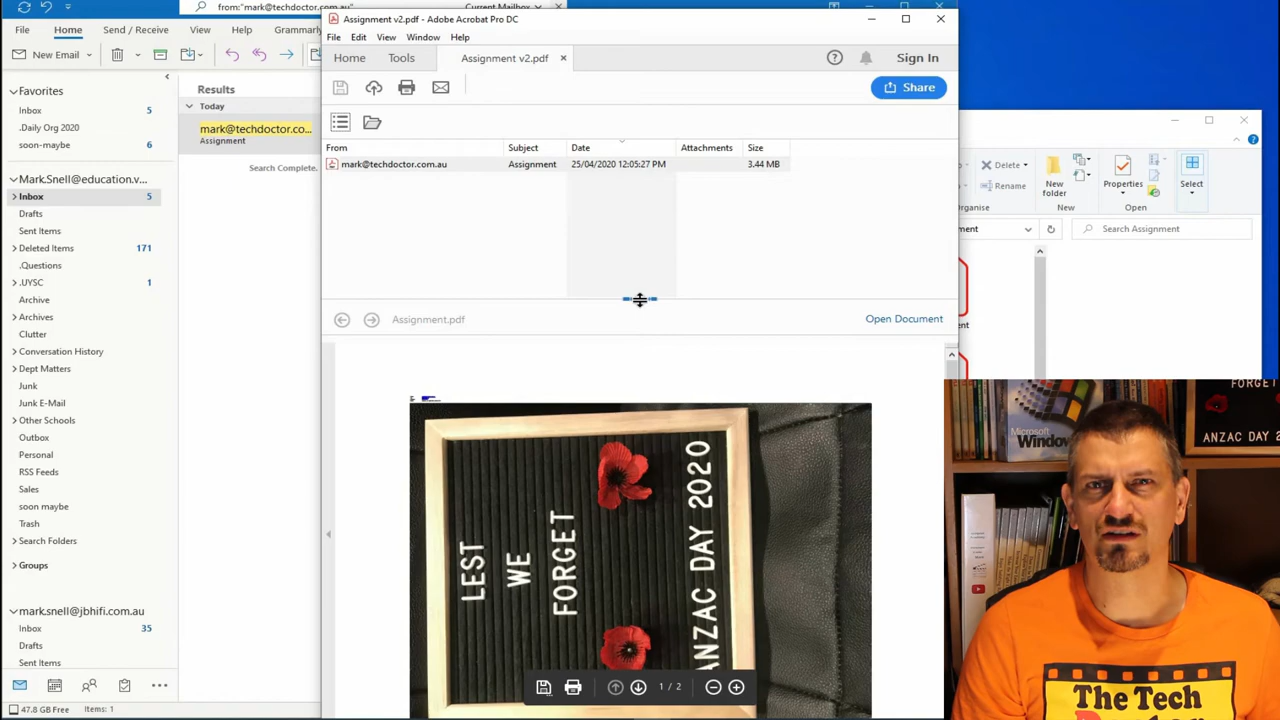 from:"mark@techdoctor.com.au"
Current Mailbox
File Home Send / Receive View Help Grammarly
New Email
Favorites
Inbox 5
.Daily Org 2020 4
soon-maybe 6
Mark.Snell@education.v...
Inbox 5
Drafts
Sent Items
Deleted Items 171
.Questions
.UYSC 1
Archive
Archives
Clutter
Conversation History
Dept Matters
Junk
Junk E-Mail
Other Schools
Outbox
Personal
RSS Feeds
Sales
soon maybe
Trash
Search Folders
Groups
mark.snell@jbhifi.com.au
Inbox 35
Drafts
Sent Items
47.8 GB Free Items: 1
Results
Today
mark@techdoctor.co...
Assignment
Search Complete.
Assignment v2.pdf - Adobe Acrobat Pro DC
File Edit View Window Help
Home Tools Assignment v2.pdf Sign In
Share
From Subject Date Attachments Size
mark@techdoctor.com.au Assignment 25/04/2020 12:05:27 PM 3.44 MB
Assignment.pdf Open Document
LEST
WE
FORGET
ANZAC DAY 2020
1 / 2
Delete
Rename
New
folder
Properties
Select
Organise New Open
ment Search Assignment
ent
Microsoft
Window
FORGET
ANZAC DAY 2
The Tech